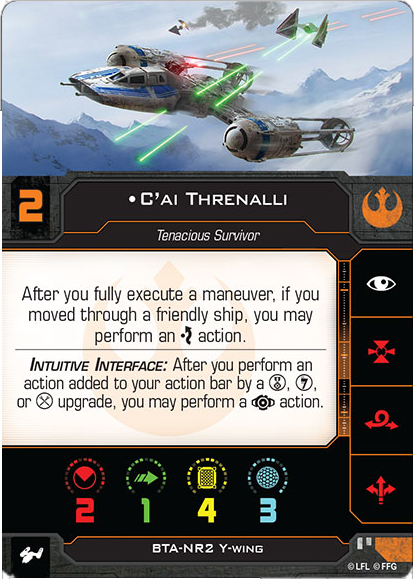 2
•C'ai Threnalli
Tenacious Survivor
After you fully execute a maneuver, if you
moved through a friendly ship, you may
perform an action.
Intuitive Interface: After you perform an
action added to your action bar by a , ,
or upgrade, you may perform a action.
2 1 4 3
BTA-NR2 Y-wing
© LFL © FFG